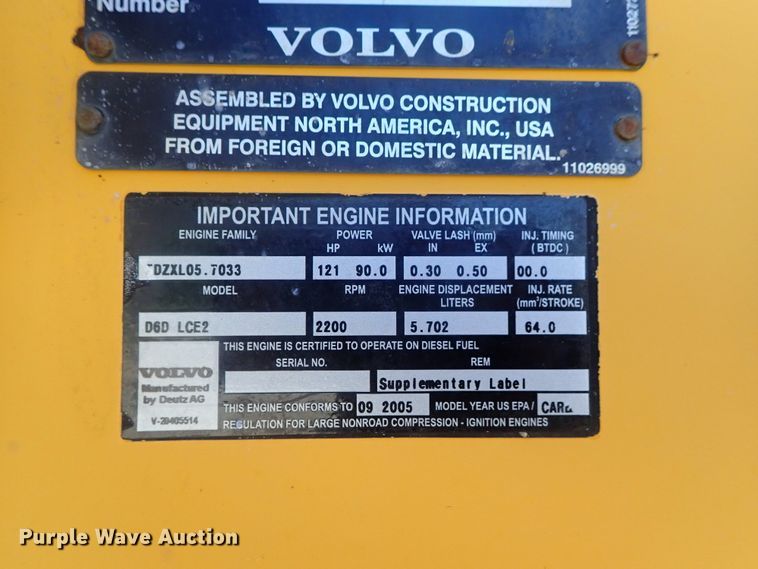 Number
VOLVO
ASSEMBLED BY VOLVO CONSTRUCTION
EQUIPMENT NORTH AMERICA, INC., USA
FROM FOREIGN OR DOMESTIC MATERIAL.
11026999
IMPORTANT ENGINE INFORMATION
ENGINE FAMILY POWER VALVE LASH (mm) INJ. TIMING
HP kW IN EX (BTDC)
DZXL05.7033 121 90.0 0.30 0.50 00.0
MODEL RPM ENGINE DISPLACEMENT INJ. RATE
LITERS (mm³/STROKE)
D6D LCE2 2200 5.702 64.0
THIS ENGINE IS CERTIFIED TO OPERATE ON DIESEL FUEL
SERIAL NO. REM
VOLVO
Manufactured
by Deutz AG
V-20405514
Supplementary Label
THIS ENGINE CONFORMS TO 09 2005 MODEL YEAR US EPA / CARB
REGULATION FOR LARGE NONROAD COMPRESSION - IGNITION ENGINES
Purple Wave Auction